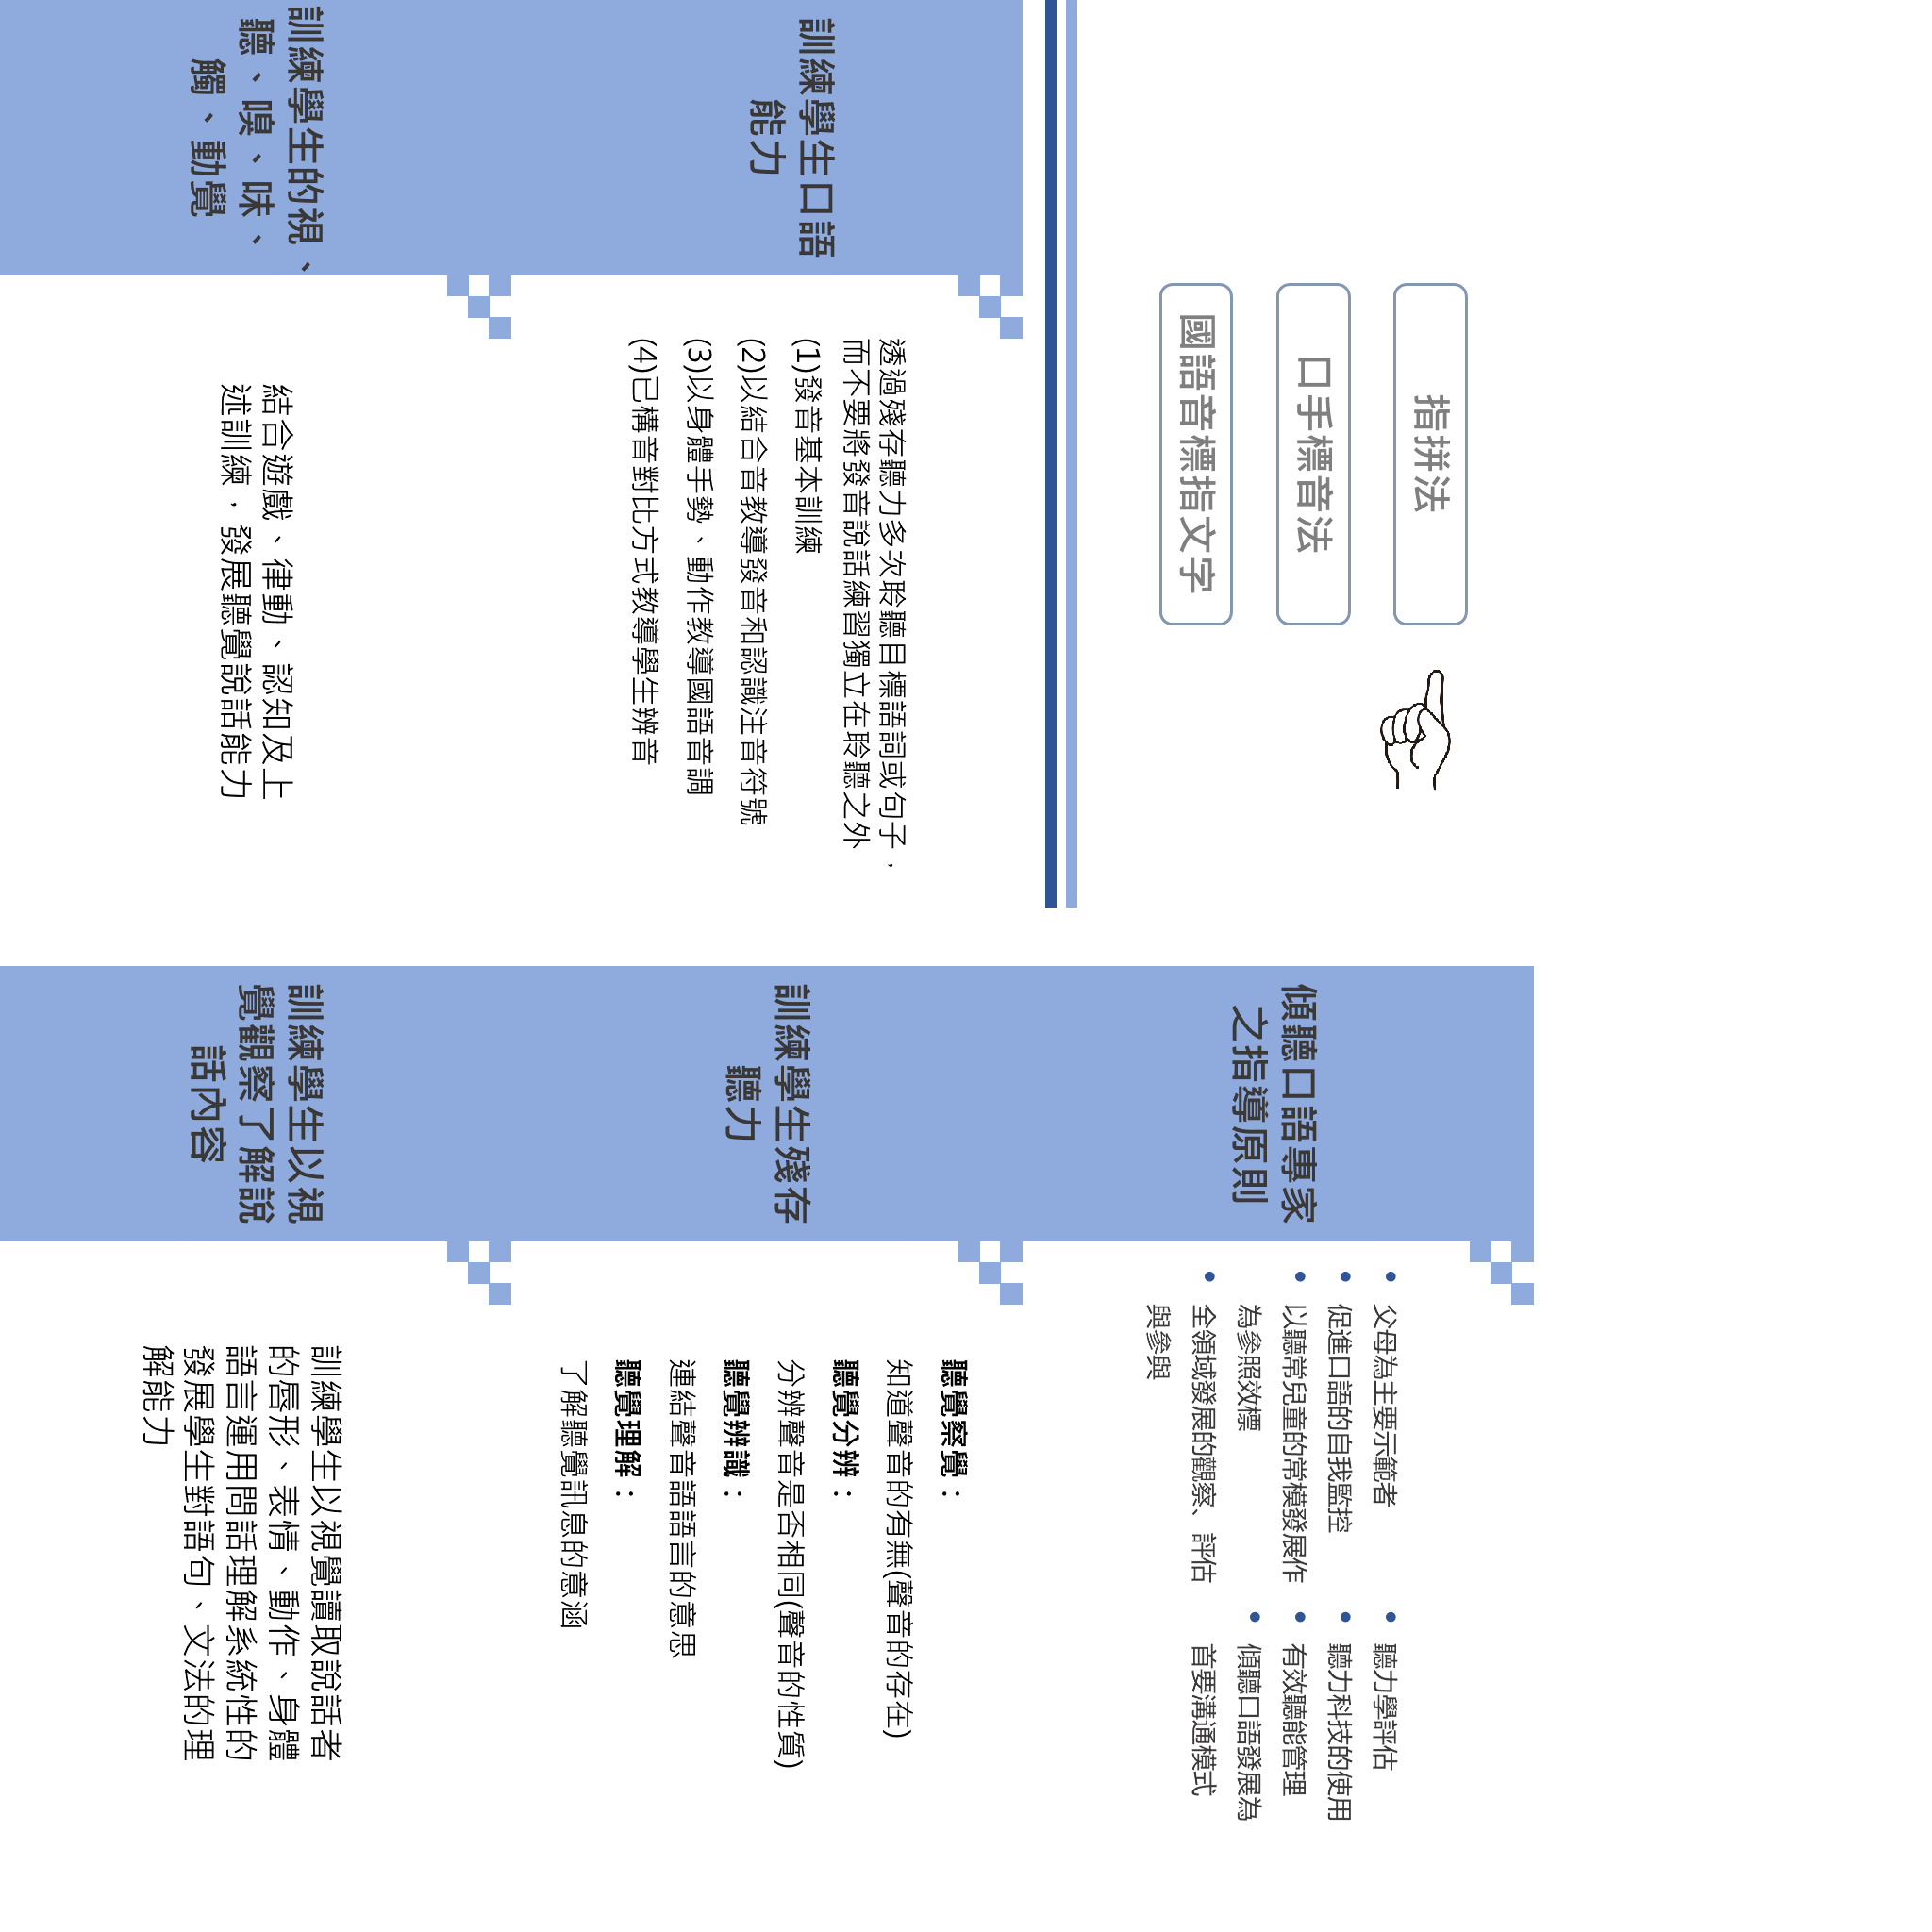 指拼法
口手標音法
國語音標指文字
傾聽口語專家
之指導原則
父母為主要示範者
促進口語的自我監控
以聽常兒童的常模發展作
為參照效標
全領域發展的觀察、評估
與參與
聽力學評估
聽力科技的使用
有效聽能管理
傾聽口語發展為
首要溝通模式
訓練學生口語
能力
透過殘存聽力多次聆聽目標語詞或句子，
而不要將發音說話練習獨立在聆聽之外
(1)發音基本訓練
(2)以結合音教導發音和認識注音符號
(3)以身體手勢、動作教導國語音調
(4)已構音對比方式教導學生辨音
訓練學生殘存
聽力
聽覺察覺：
知道聲音的有無(聲音的存在)
聽覺分辨：
分辨聲音是否相同(聲音的性質)
聽覺辨識：
連結聲音語語言的意思
聽覺理解：
了解聽覺訊息的意涵
訓練學生的視、
聽、嗅、味、
觸、動覺
結合遊戲、律動、認知及上
述訓練，發展聽覺說話能力
訓練學生以視
覺觀察了解說
話內容
訓練學生以視覺讀取說話者
的唇形、表情、動作、身體
語言運用問話理解系統性的
發展學生對語句、文法的理
解能力